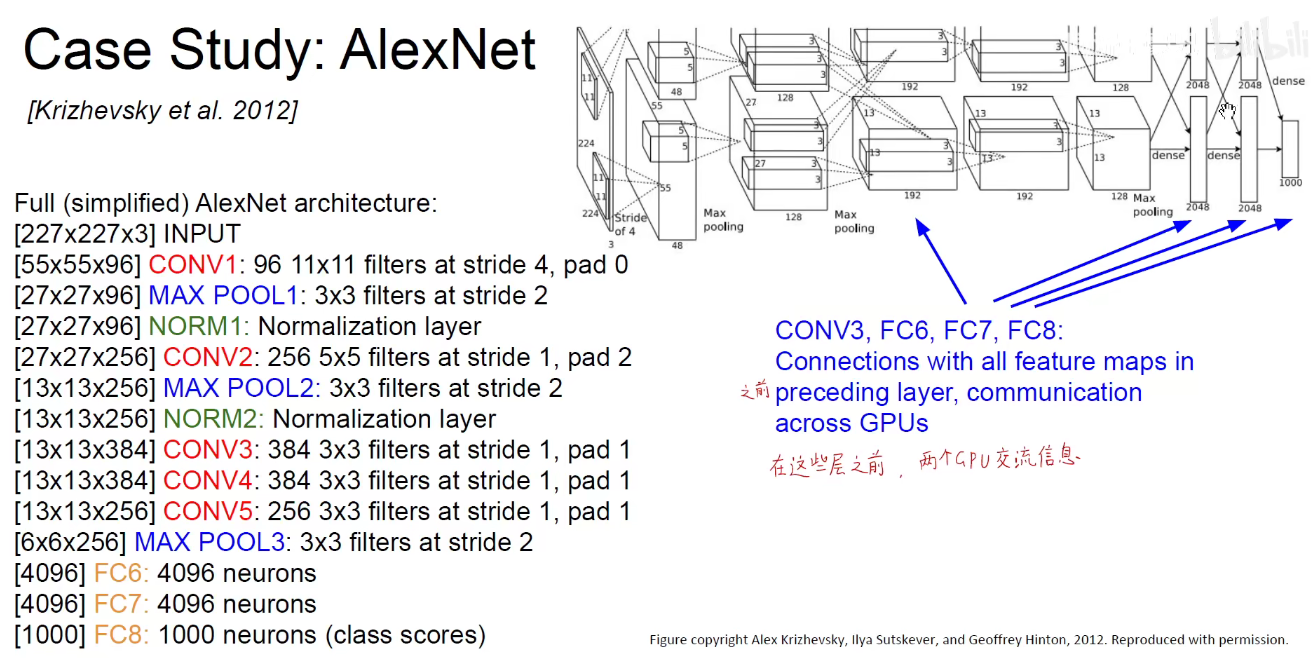 Case Study: AlexNet
[Krizhevsky et al. 2012]
Full (simplified) AlexNet architecture:
[227x227x3] INPUT
[55x55x96] CONV1: 96 11x11 filters at stride 4, pad 0
[27x27x96] MAX POOL1: 3x3 filters at stride 2
[27x27x96] NORM1: Normalization layer
[27x27x256] CONV2: 256 5x5 filters at stride 1, pad 2
[13x13x256] MAX POOL2: 3x3 filters at stride 2
[13x13x256] NORM2: Normalization layer
[13x13x384] CONV3: 384 3x3 filters at stride 1, pad 1
[13x13x384] CONV4: 384 3x3 filters at stride 1, pad 1
[13x13x256] CONV5: 256 3x3 filters at stride 1, pad 1
[6x6x256] MAX POOL3: 3x3 filters at stride 2
[4096] FC6: 4096 neurons
[4096] FC7: 4096 neurons
[1000] FC8: 1000 neurons (class scores)
bilibili
5
3
3
3
11
5
3
3
3
11
48
128
192
192
128
2048
2048
dense
55
27
13
13
224
5
3
3
3
5
3
13
3
13
3
13
dense
dense
11
55
27
3
11
3
1000
224
Stride
of 4
Max
pooling
128
Max
pooling
192
192
128
Max
pooling
2048
2048
3
48
CONV3, FC6, FC7, FC8:
Connections with all feature maps in
之前 preceding layer, communication
across GPUs
在这些层之前，两个GPU交流信息.
Figure copyright Alex Krizhevsky, Ilya Sutskever, and Geoffrey Hinton, 2012. Reproduced with permission.